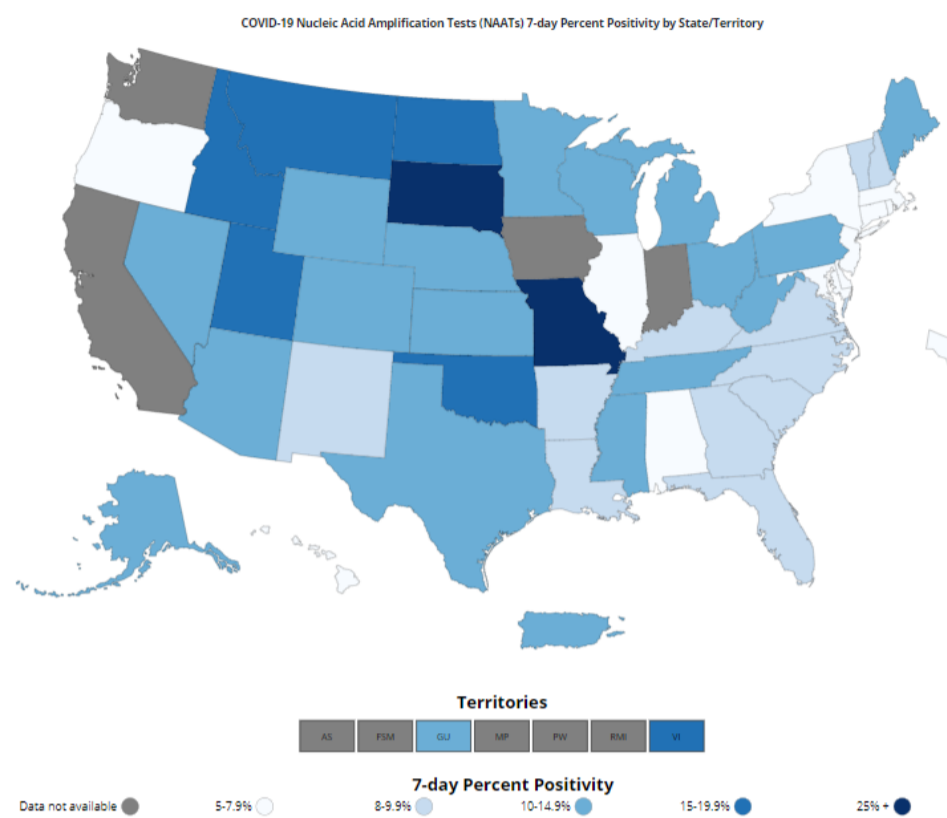 COVID-19 Nucleic Acid Amplification Tests (NAATs) 7-day Percent Positivity by State/Territory
Territories
AS FSM GU MP PW RMI VI
7-day Percent Positivity
Data not available 5-7.9% 8-9.9% 10-14.9% 15-19.9% 25% +